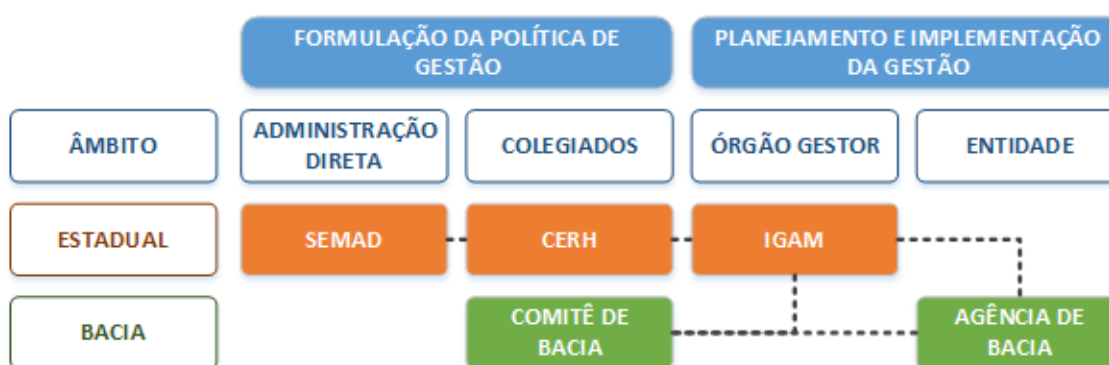 FORMULAÇÃO DA POLÍTICA DE
GESTÃO
PLANEJAMENTO E IMPLEMENTAÇÃO
DA GESTÃO
ÂMBITO
ADMINISTRAÇÃO
DIRETA
COLEGIADOS
ÓRGÃO GESTOR
ENTIDADE
ESTADUAL
SEMAD
CERH
IGAM
BACIA
COMITÊ DE
BACIA
AGÊNCIA DE
BACIA